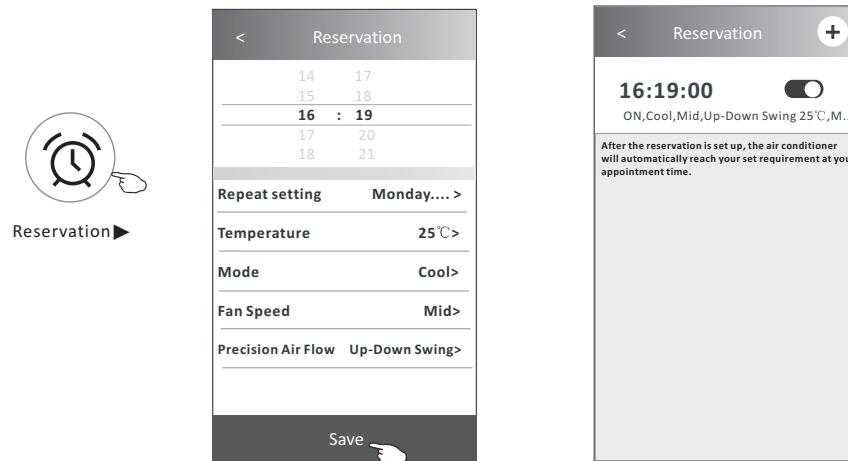 Reservation▶
< Reservation
14 17
15 18
16 : 19
17 20
18 21
Repeat setting Monday.... >
Temperature 25℃>
Mode Cool>
Fan Speed Mid>
Precision Air Flow Up-Down Swing>
Save
< Reservation +
16:19:00
ON,Cool,Mid,Up-Down Swing 25℃,M..
After the reservation is set up, the air conditioner
will automatically reach your set requirement at you
appointment time.